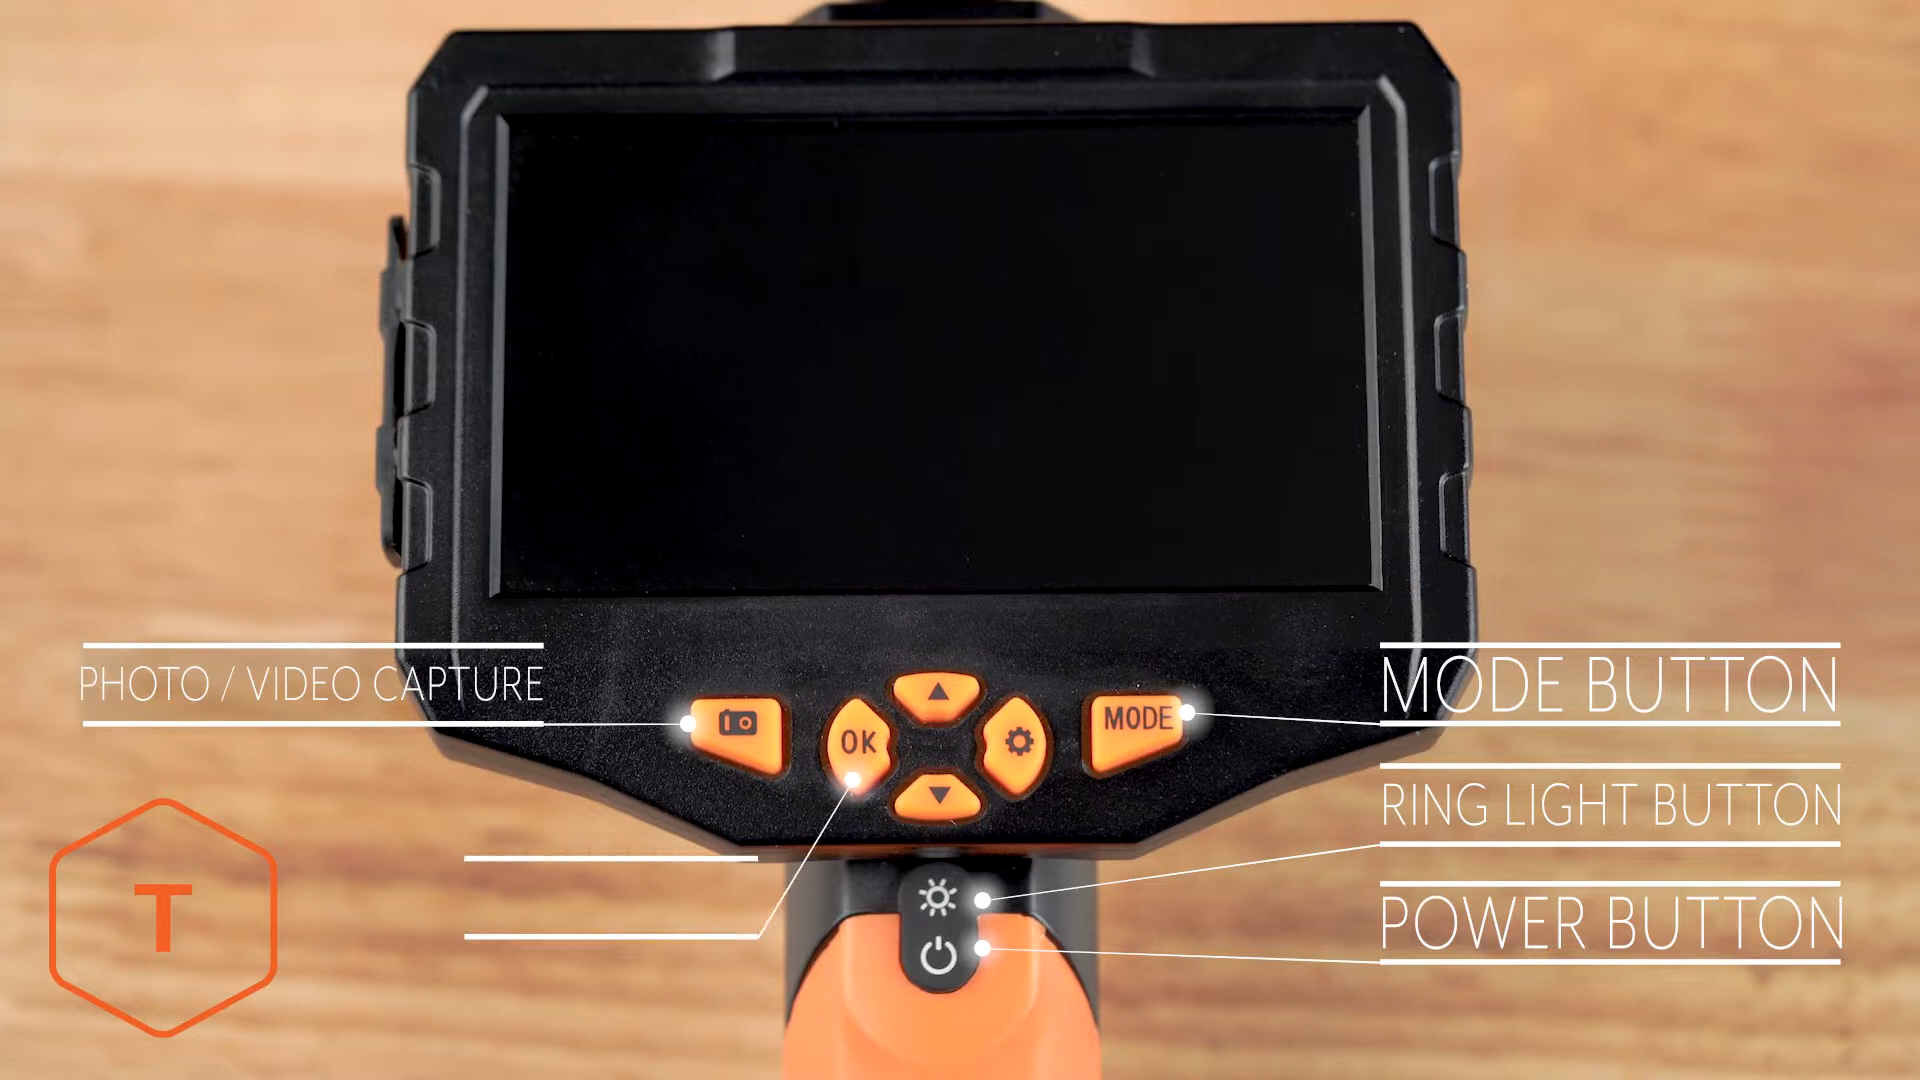 PHOTO / VIDEO CAPTURE
MODE BUTTON
OK
MODE
RING LIGHT BUTTON
POWER BUTTON
T